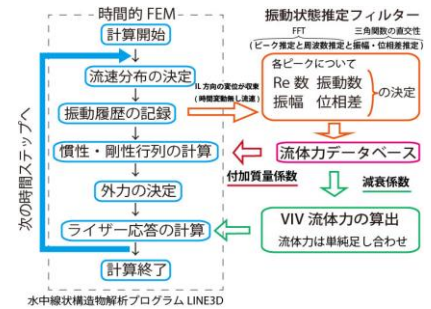 時間的 FEM
計算開始
流速分布の決定
振動履歴の記録
慣性・剛性行列の計算
外力の決定
ライザー応答の計算
計算終了
次の時間ステップへ
水中線状構造物解析プログラム LINE3D
IL 方向の変位が収束
(時間変動無し流速)
振動状態推定フィルター
FFT
三角関数の直交性
(ピーク推定と周波数推定と振幅・位相差推定)
各ピークについて
Re 数 振動数
振幅 位相差
の決定
流体力データベース
付加質量係数
減衰係数
VIV 流体力の算出
流体力は単純足し合わせ